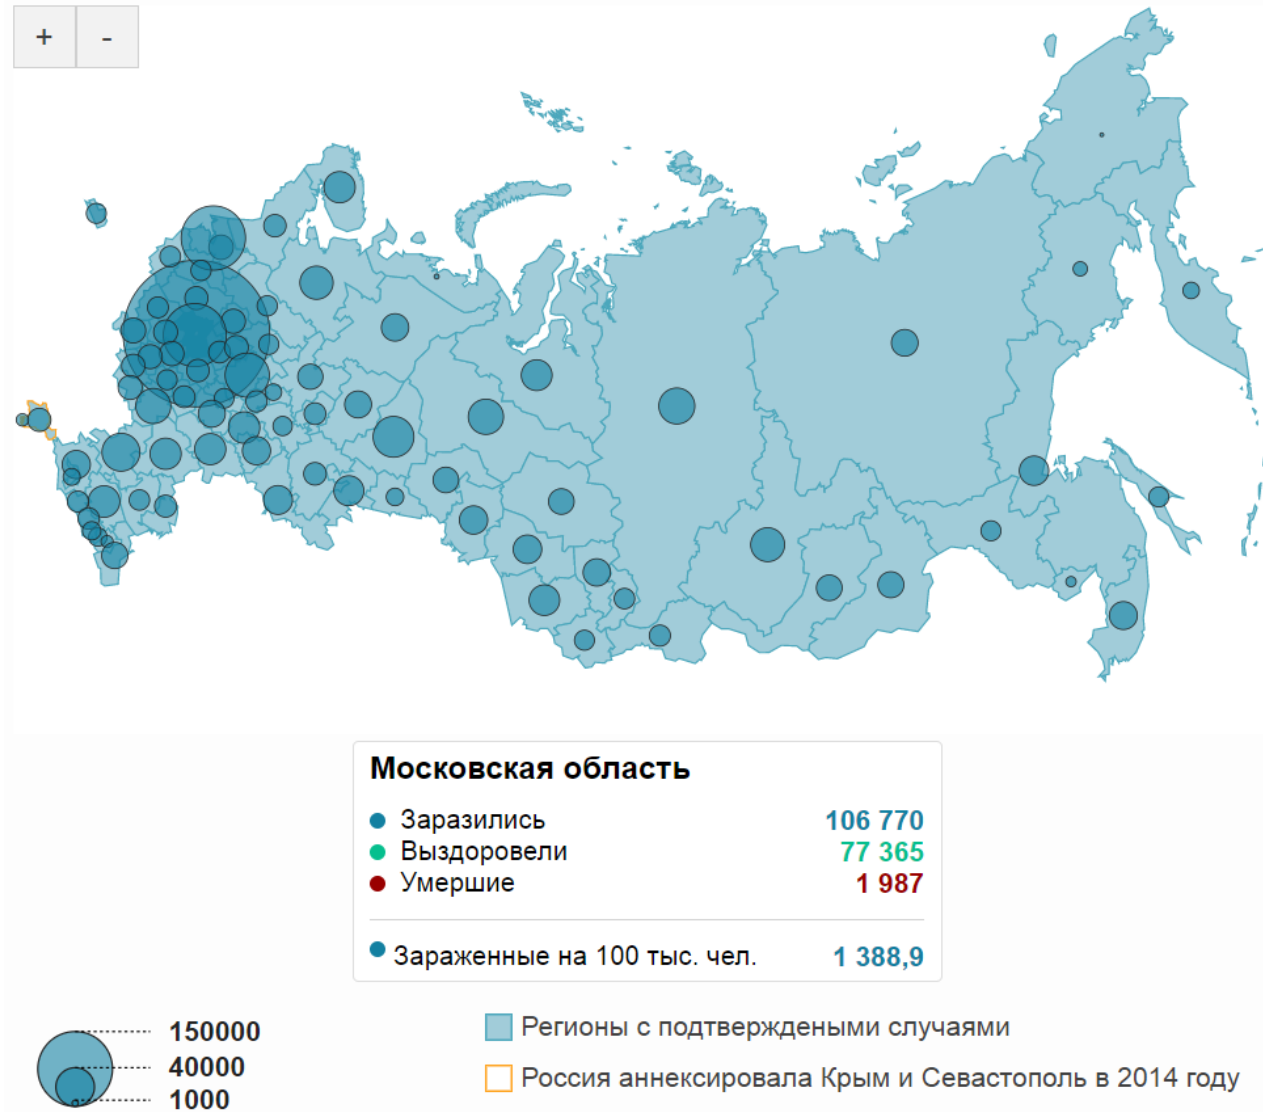 + -
Московская область
Заразились 106 770
Выздоровели 77 365
Умершие 1 987
Зараженные на 100 тыс. чел. 1 388,9
150000
40000
1000
Регионы с подтверждеными случаями
Россия аннексировала Крым и Севастополь в 2014 году